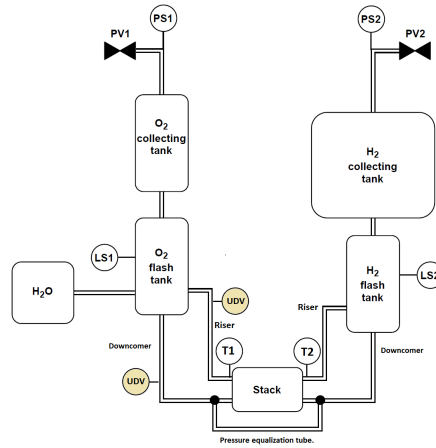 PS1
PS2
PV1
PV2
O2
collecting
tank
H2
collecting
tank
O2
flash
tank
H2
flash
tank
LS1
LS2
H2O
UDV
Riser
Riser
Downcomer
Downcomer
T1
T2
UDV
Stack
Pressure equalization tube.